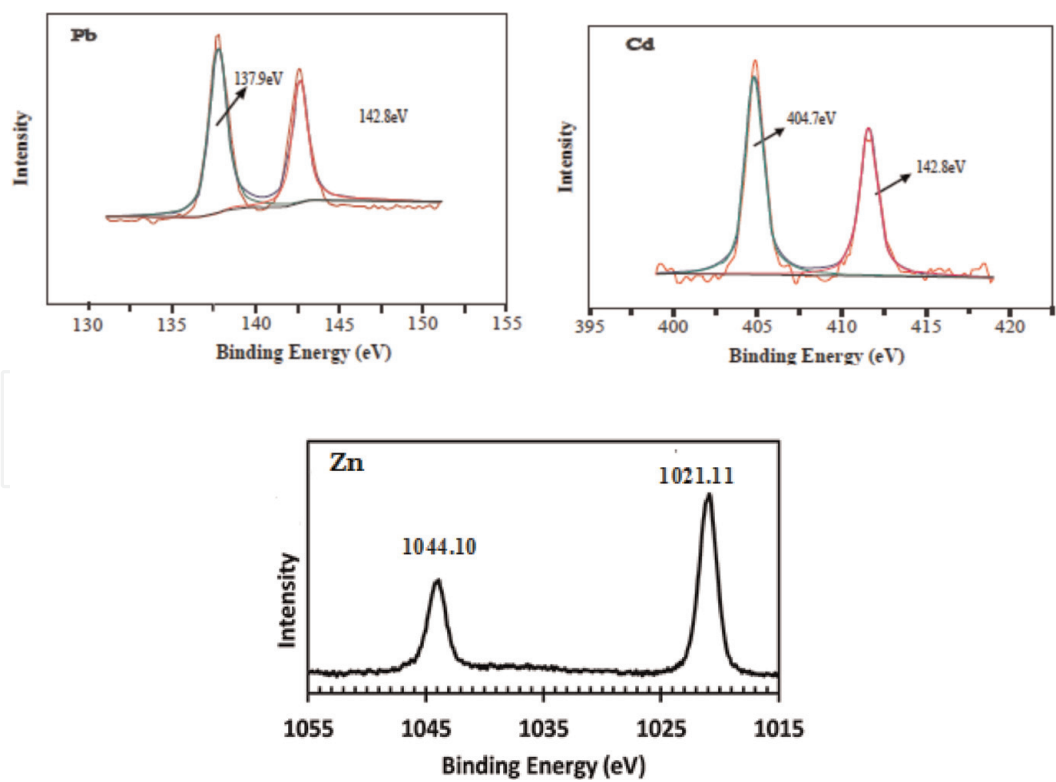 Pb
137.9eV
142.8eV
Intensity
130 135 140 145 150 155
Binding Energy (eV)
Cd
404.7eV
142.8eV
Intensity
395 400 405 410 415 420
Binding Energy (eV)
Zn
1021.11
1044.10
Intensity
1055 1045 1035 1025 1015
Binding Energy (eV)